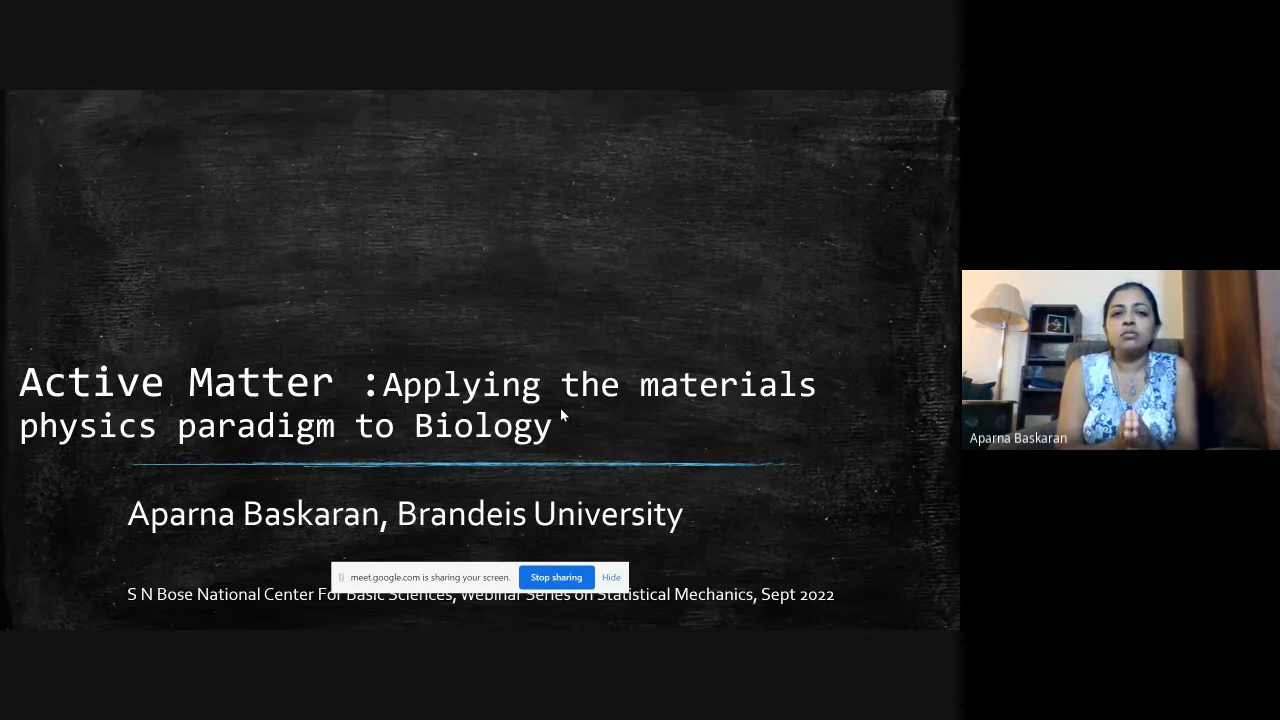 Active Matter :Applying the materials
physics paradigm to Biology
Aparna Baskaran, Brandeis University
meet.google.com is sharing your screen. Stop sharing Hide
S N Bose National Center For Basic Sciences, Webinar Series on Statistical Mechanics, Sept 2022
Aparna Baskaran